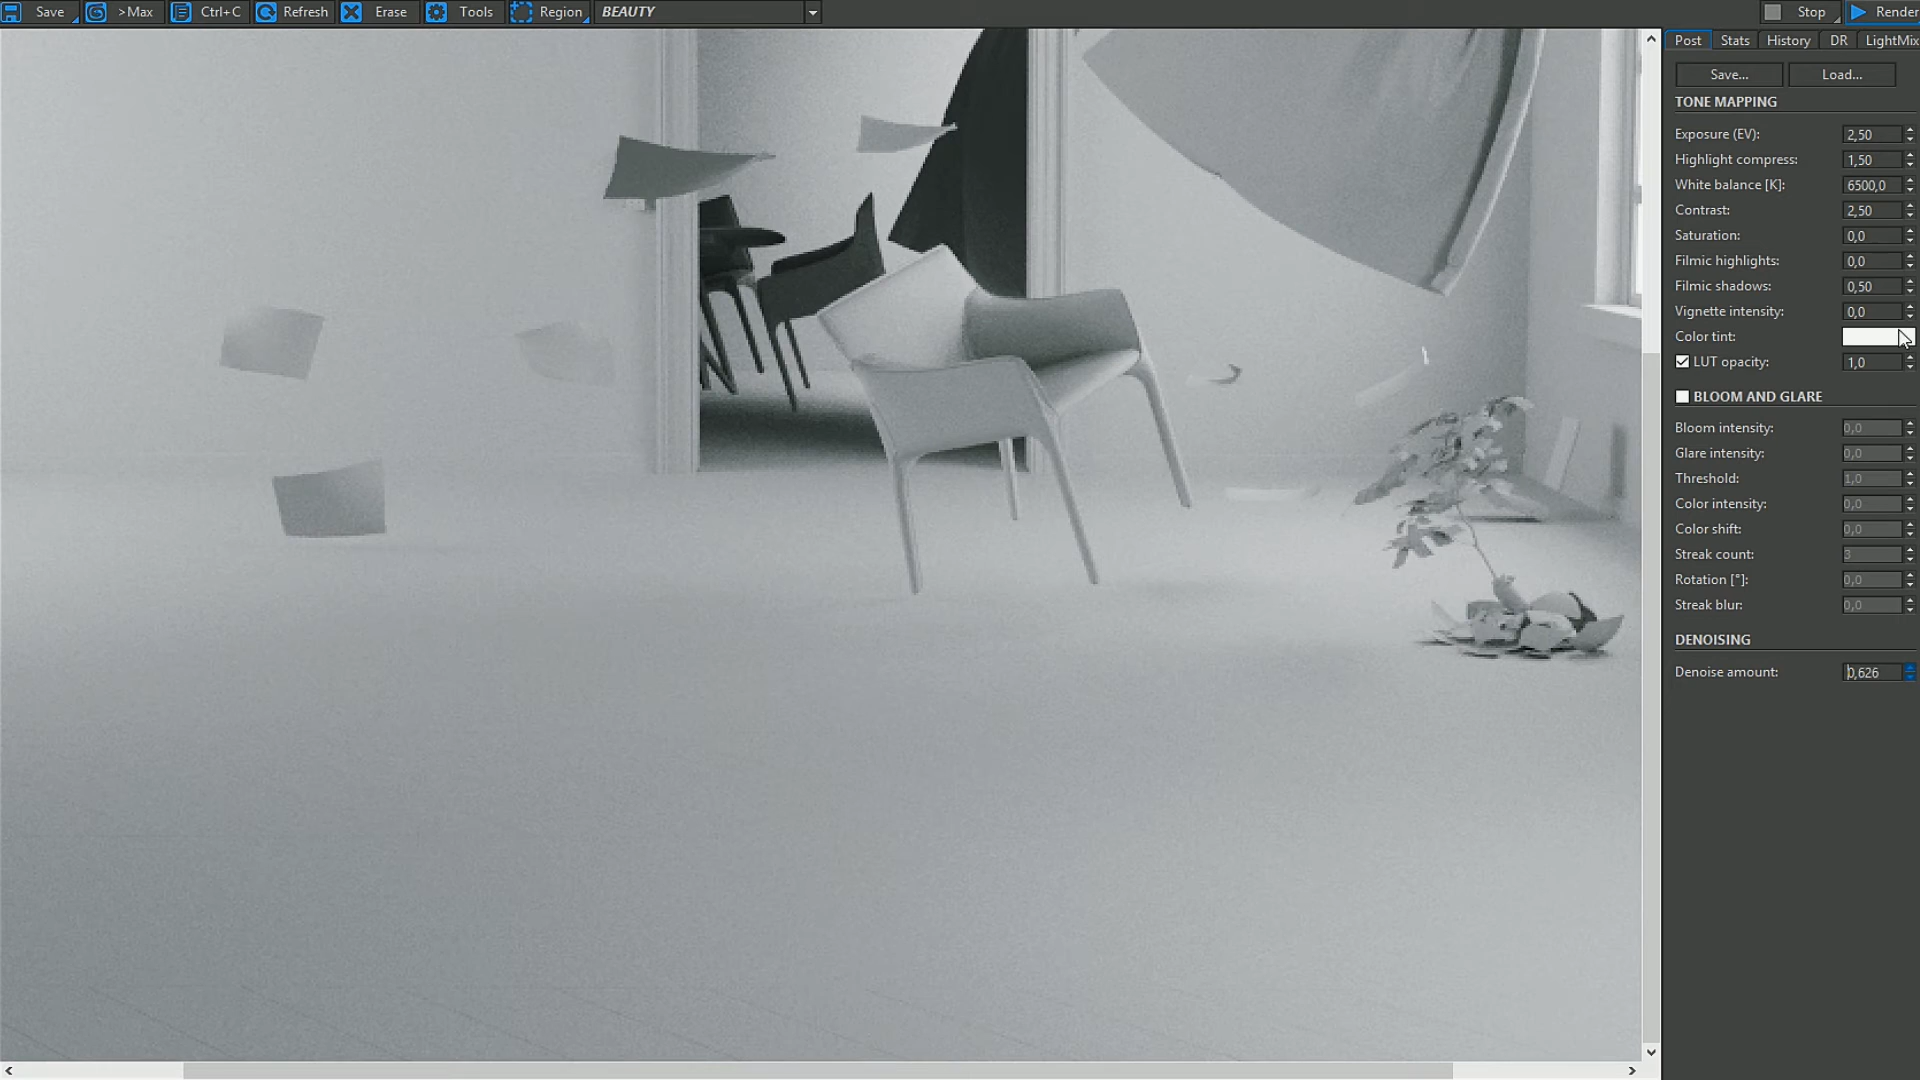 Save >Max Ctrl+C Refresh Erase Tools Region BEAUTY Stop Render
Post Stats History DR LightMix
Save... Load...
TONE MAPPING
Exposure (EV): 2,50
Highlight compress: 1,50
White balance [K]: 6500,0
Contrast: 2,50
Saturation: 0,0
Filmic highlights: 0,0
Filmic shadows: 0,50
Vignette intensity: 0,0
Color tint:
LUT opacity: 1,0
BLOOM AND GLARE
Bloom intensity: 0,0
Glare intensity: 0,0
Threshold: 1,0
Color intensity: 0,0
Color shift: 0,0
Streak count: 3
Rotation [°]: 0,0
Streak blur: 0,0
DENOISING
Denoise amount: 0,626